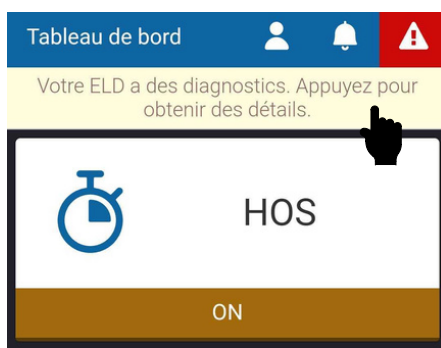 Tableau de bord
Votre ELD a des diagnostics. Appuyez pour
obtenir des détails.
HOS
ON